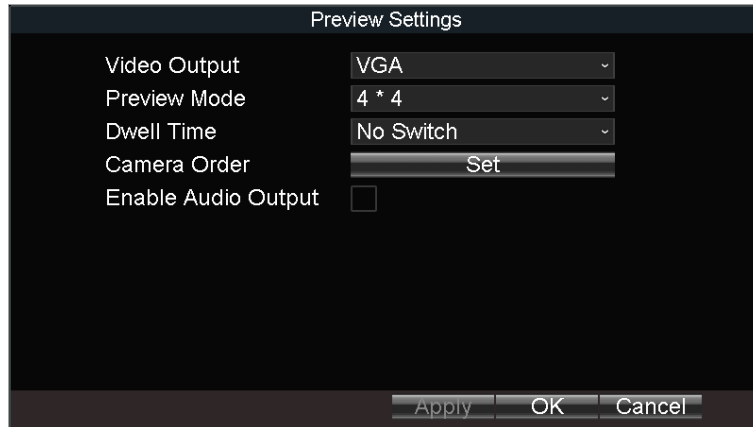 Preview Settings
Video Output VGA
Preview Mode 4 * 4
Dwell Time No Switch
Camera Order Set
Enable Audio Output
Apply OK Cancel